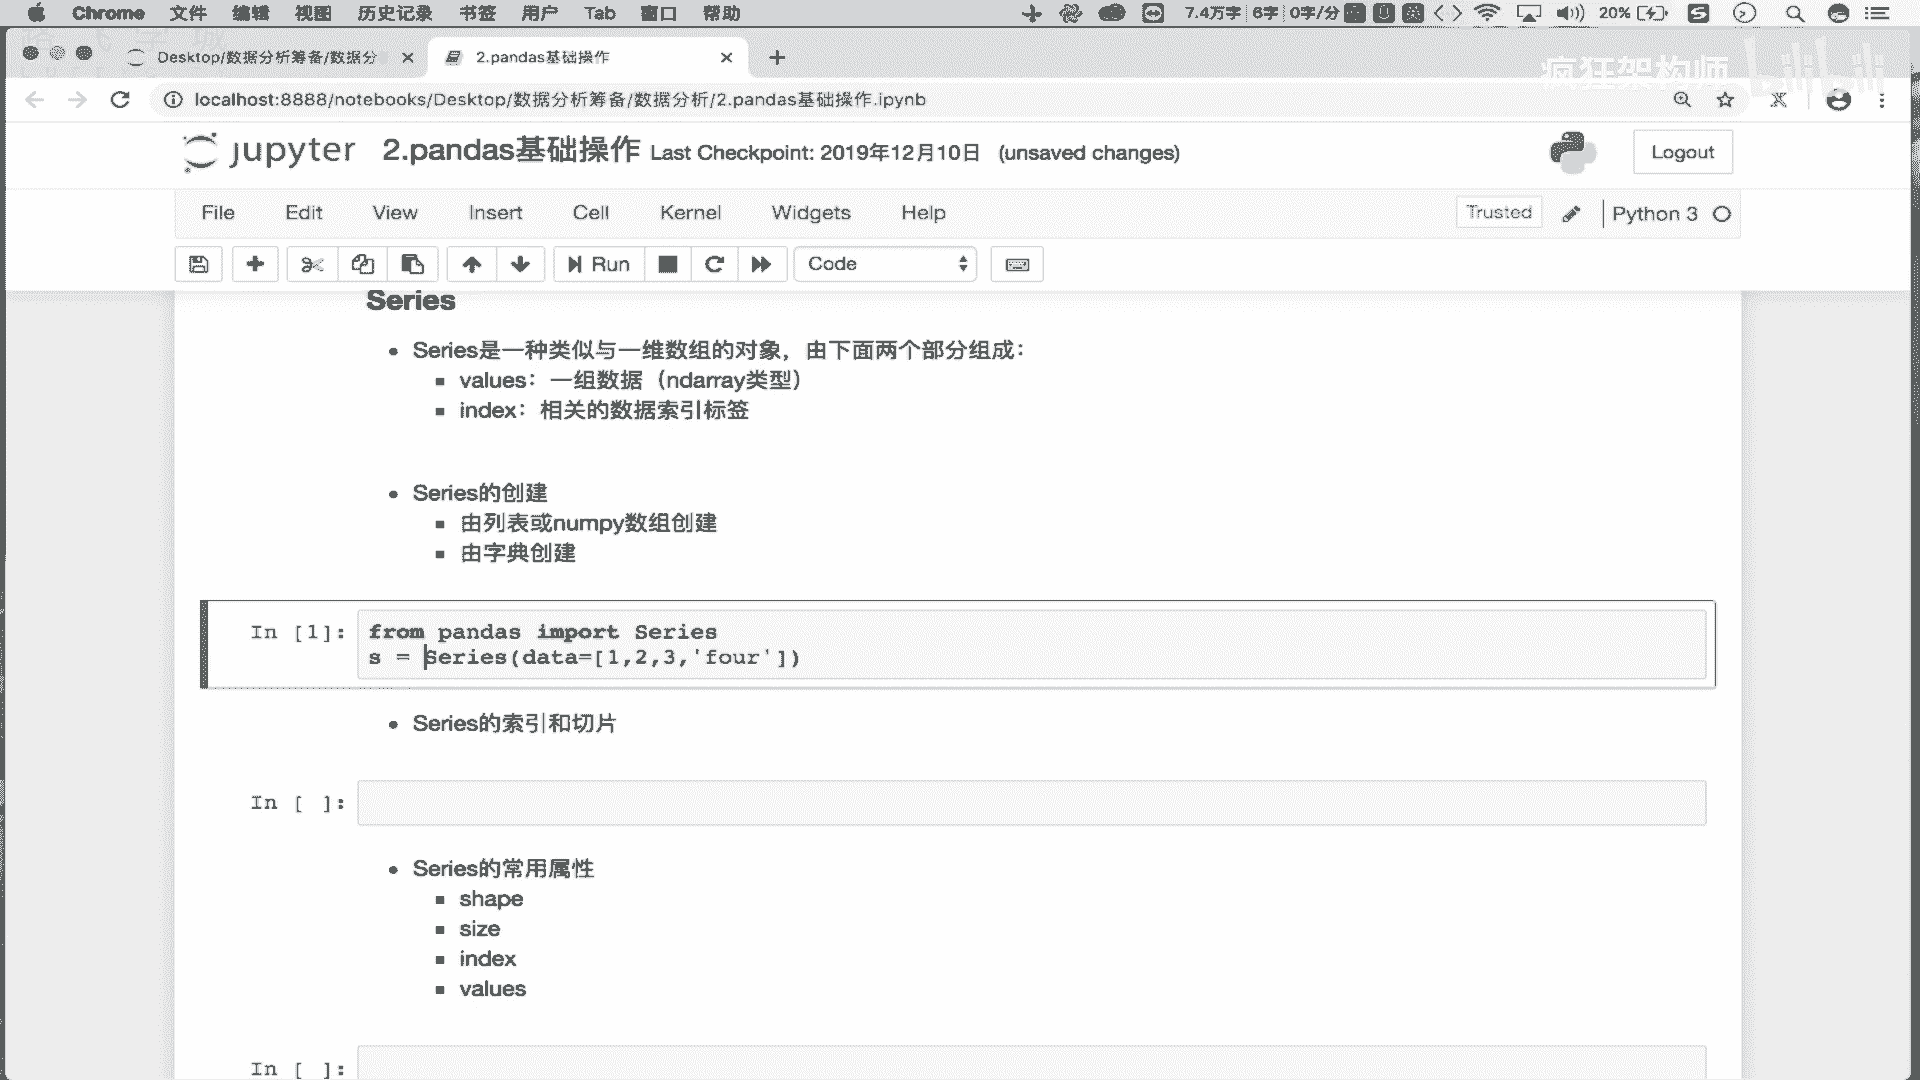 Chrome 文件 编辑 视图 历史记录 书签 用户 Tab 窗口 帮助 7.4万字 6字 0字/分 英 20%
Desktop/数据分析筹备/数据分 2.pandas基础操作
疯狂架构师 bilibili
localhost:8888/notebooks/Desktop/数据分析筹备/数据分析/2.pandas基础操作.ipynb
jupyter 2.pandas基础操作 Last Checkpoint: 2019年12月10日 (unsaved changes) Logout
File Edit View Insert Cell Kernel Widgets Help Trusted Python 3
Run Code
Series
Series是一种类似与一维数组的对象，由下面两个部分组成：
values：一组数据（ndarray类型）
index：相关的数据索引标签
Series的创建
由列表或numpy数组创建
由字典创建
In [1]: from pandas import Series
s = Series(data=[1,2,3,'four'])
Series的索引和切片
In [ ]:
Series的常用属性
shape
size
index
values
In [ ]: